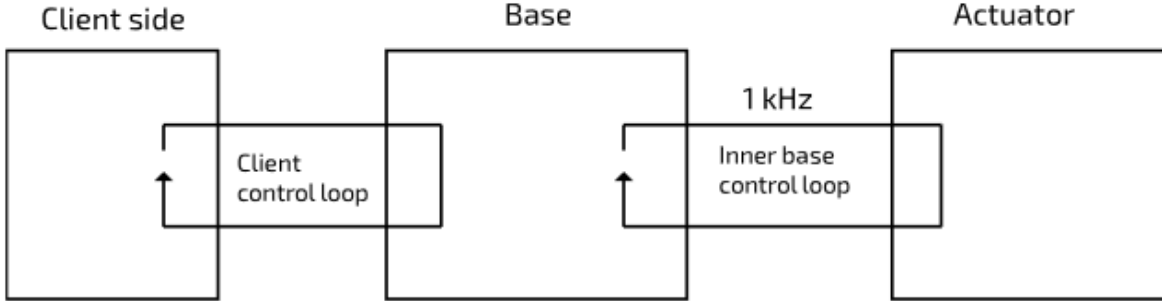 Client side
Base
Actuator
1 kHz
Client
control loop
Inner base
control loop